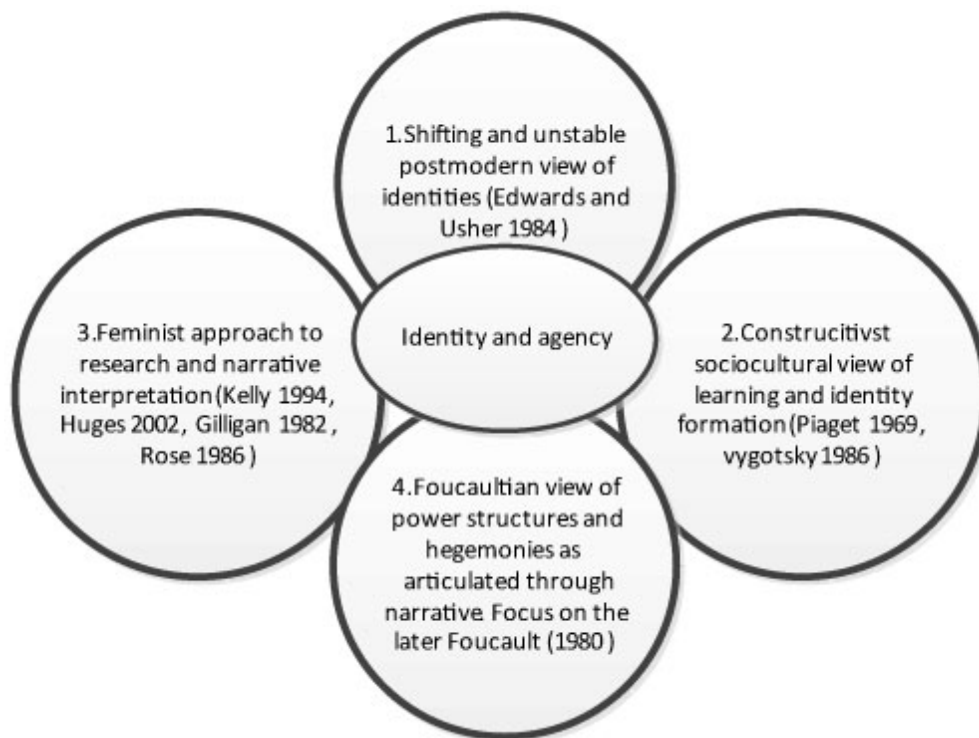 1.Shifting and unstable
postmodern view of
identities (Edwards and
Usher 1984 )
Identity and agency
2.Construcitivst
sociocultural view of
learning and identity
formation (Piaget 1969,
vygotsky 1986 )
3.Feminist approach to
research and narrative
interpretation (Kelly 1994,
Huges 2002, Gilligan 1982 ,
Rose 1986 )
4.Foucaultian view of
power structures and
hegemonies as
articulated through
narrative. Focus on the
later Foucault (1980 )